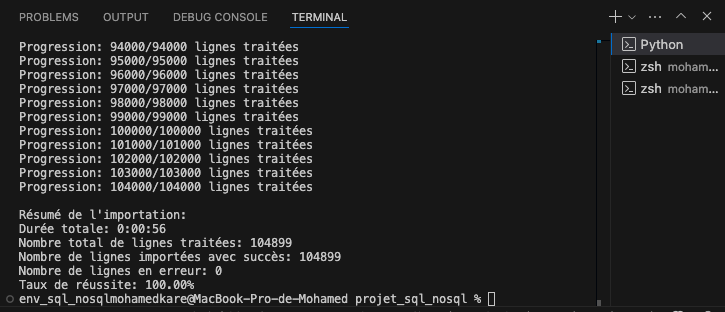 PROBLEMS OUTPUT DEBUG CONSOLE TERMINAL
Progression: 94000/94000 lignes traitées
Progression: 95000/95000 lignes traitées
Progression: 96000/96000 lignes traitées
Progression: 97000/97000 lignes traitées
Progression: 98000/98000 lignes traitées
Progression: 99000/99000 lignes traitées
Progression: 100000/100000 lignes traitées
Progression: 101000/101000 lignes traitées
Progression: 102000/102000 lignes traitées
Progression: 103000/103000 lignes traitées
Progression: 104000/104000 lignes traitées
Résumé de l'importation:
Durée totale: 0:00:56
Nombre total de lignes traitées: 104899
Nombre de lignes importées avec succès: 104899
Nombre de lignes en erreur: 0
Taux de réussite: 100.00%
env_sql_nosqlmohamedkare@MacBook-Pro-de-Mohamed projet_sql_nosql %
Python
zsh moham...
zsh moham...